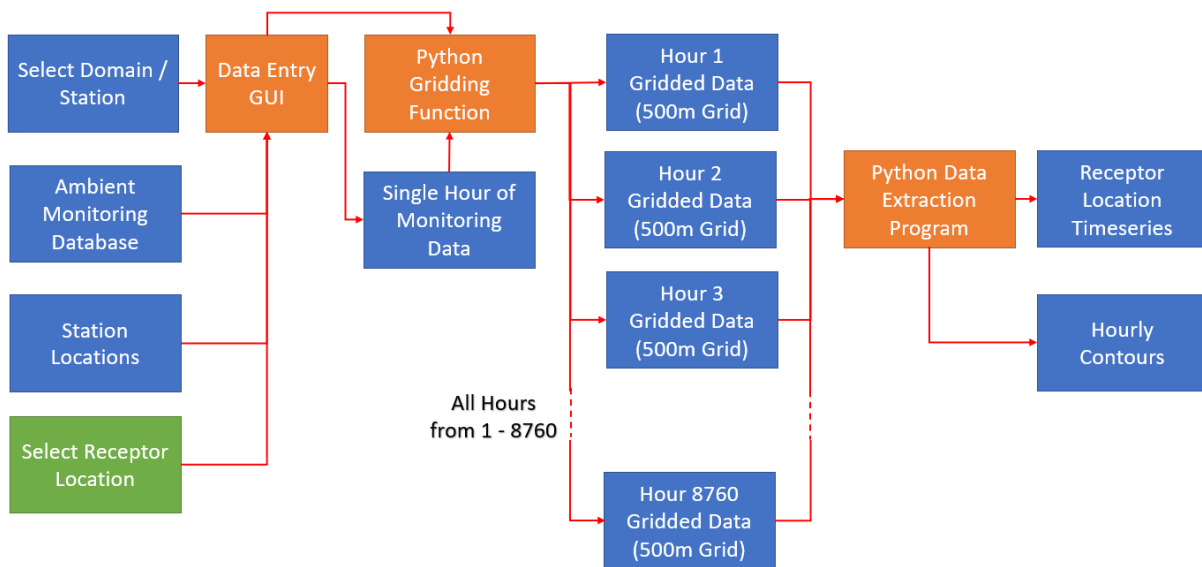 Select Domain /
Station
Data Entry
GUI
Python
Gridding
Function
Hour 1
Gridded Data
(500m Grid)
Ambient
Monitoring
Database
Single Hour of
Monitoring
Data
Hour 2
Gridded Data
(500m Grid)
Python Data
Extraction
Program
Receptor
Location
Timeseries
Station
Locations
Hour 3
Gridded Data
(500m Grid)
Hourly
Contours
Select Receptor
Location
All Hours
from 1 - 8760
Hour 8760
Gridded Data
(500m Grid)